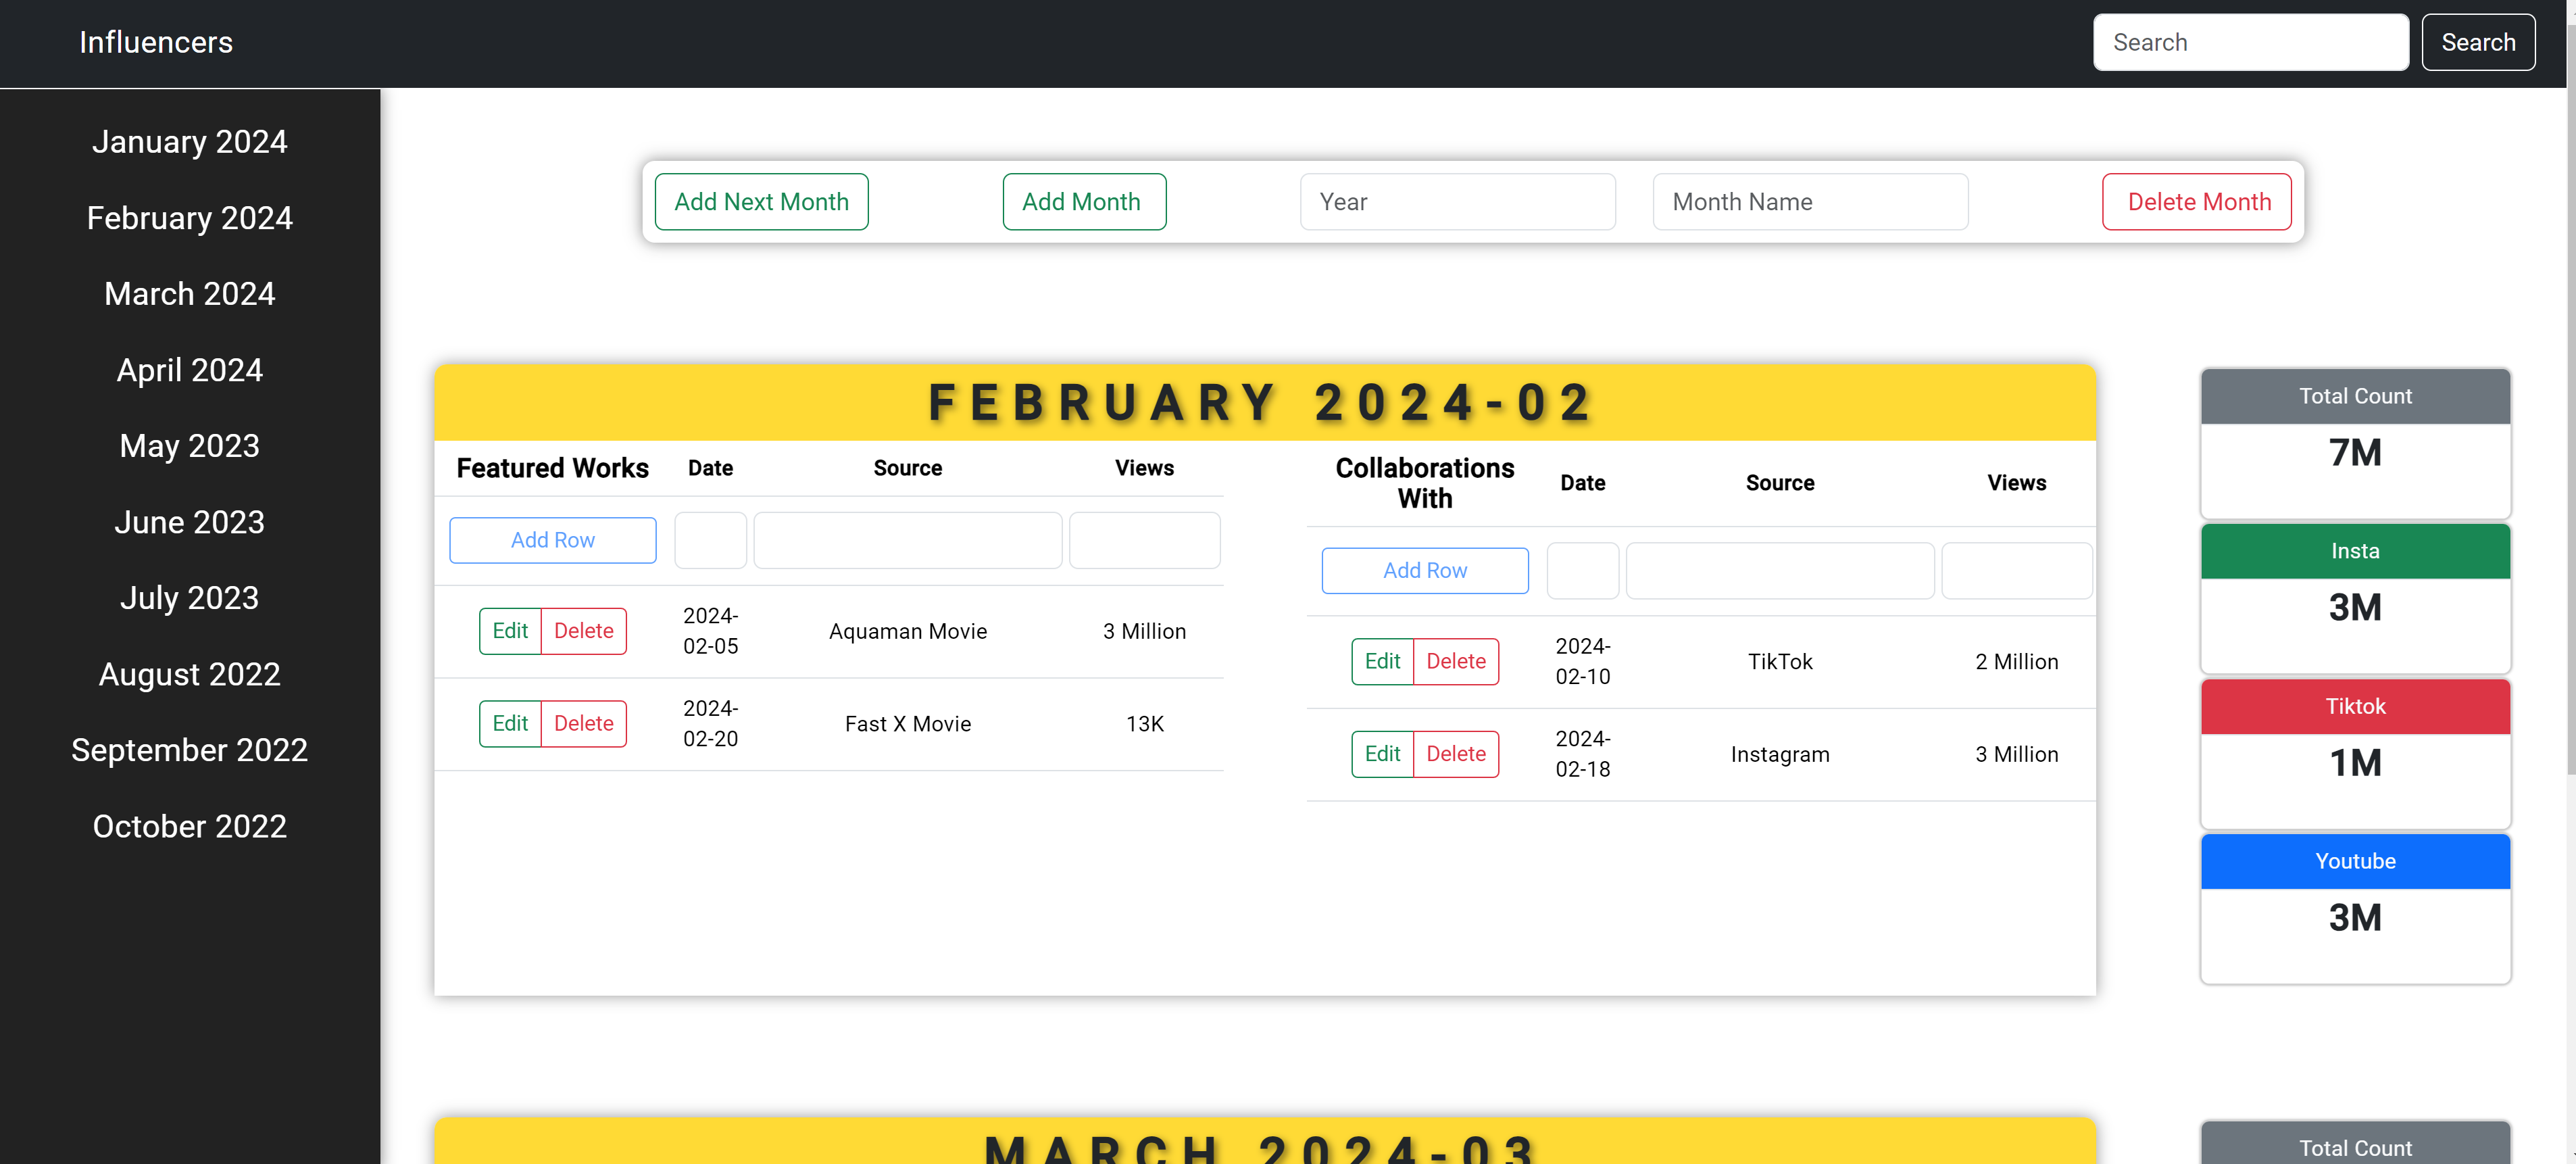 Influencers
Search
Search
January 2024
February 2024
March 2024
April 2024
May 2023
June 2023
July 2023
August 2022
September 2022
October 2022
Add Next Month
Add Month
Year
Month Name
Delete Month
FEBRUARY 2024-02
Featured Works Date Source Views
Add Row
Edit Delete 2024-
02-05 Aquaman Movie 3 Million
Edit Delete 2024-
02-20 Fast X Movie 13K
Collaborations
With Date Source Views
Add Row
Edit Delete 2024-
02-10 TikTok 2 Million
Edit Delete 2024-
02-18 Instagram 3 Million
Total Count
7M
Insta
3M
Tiktok
1M
Youtube
3M
MARCH 2024-03
Total Count